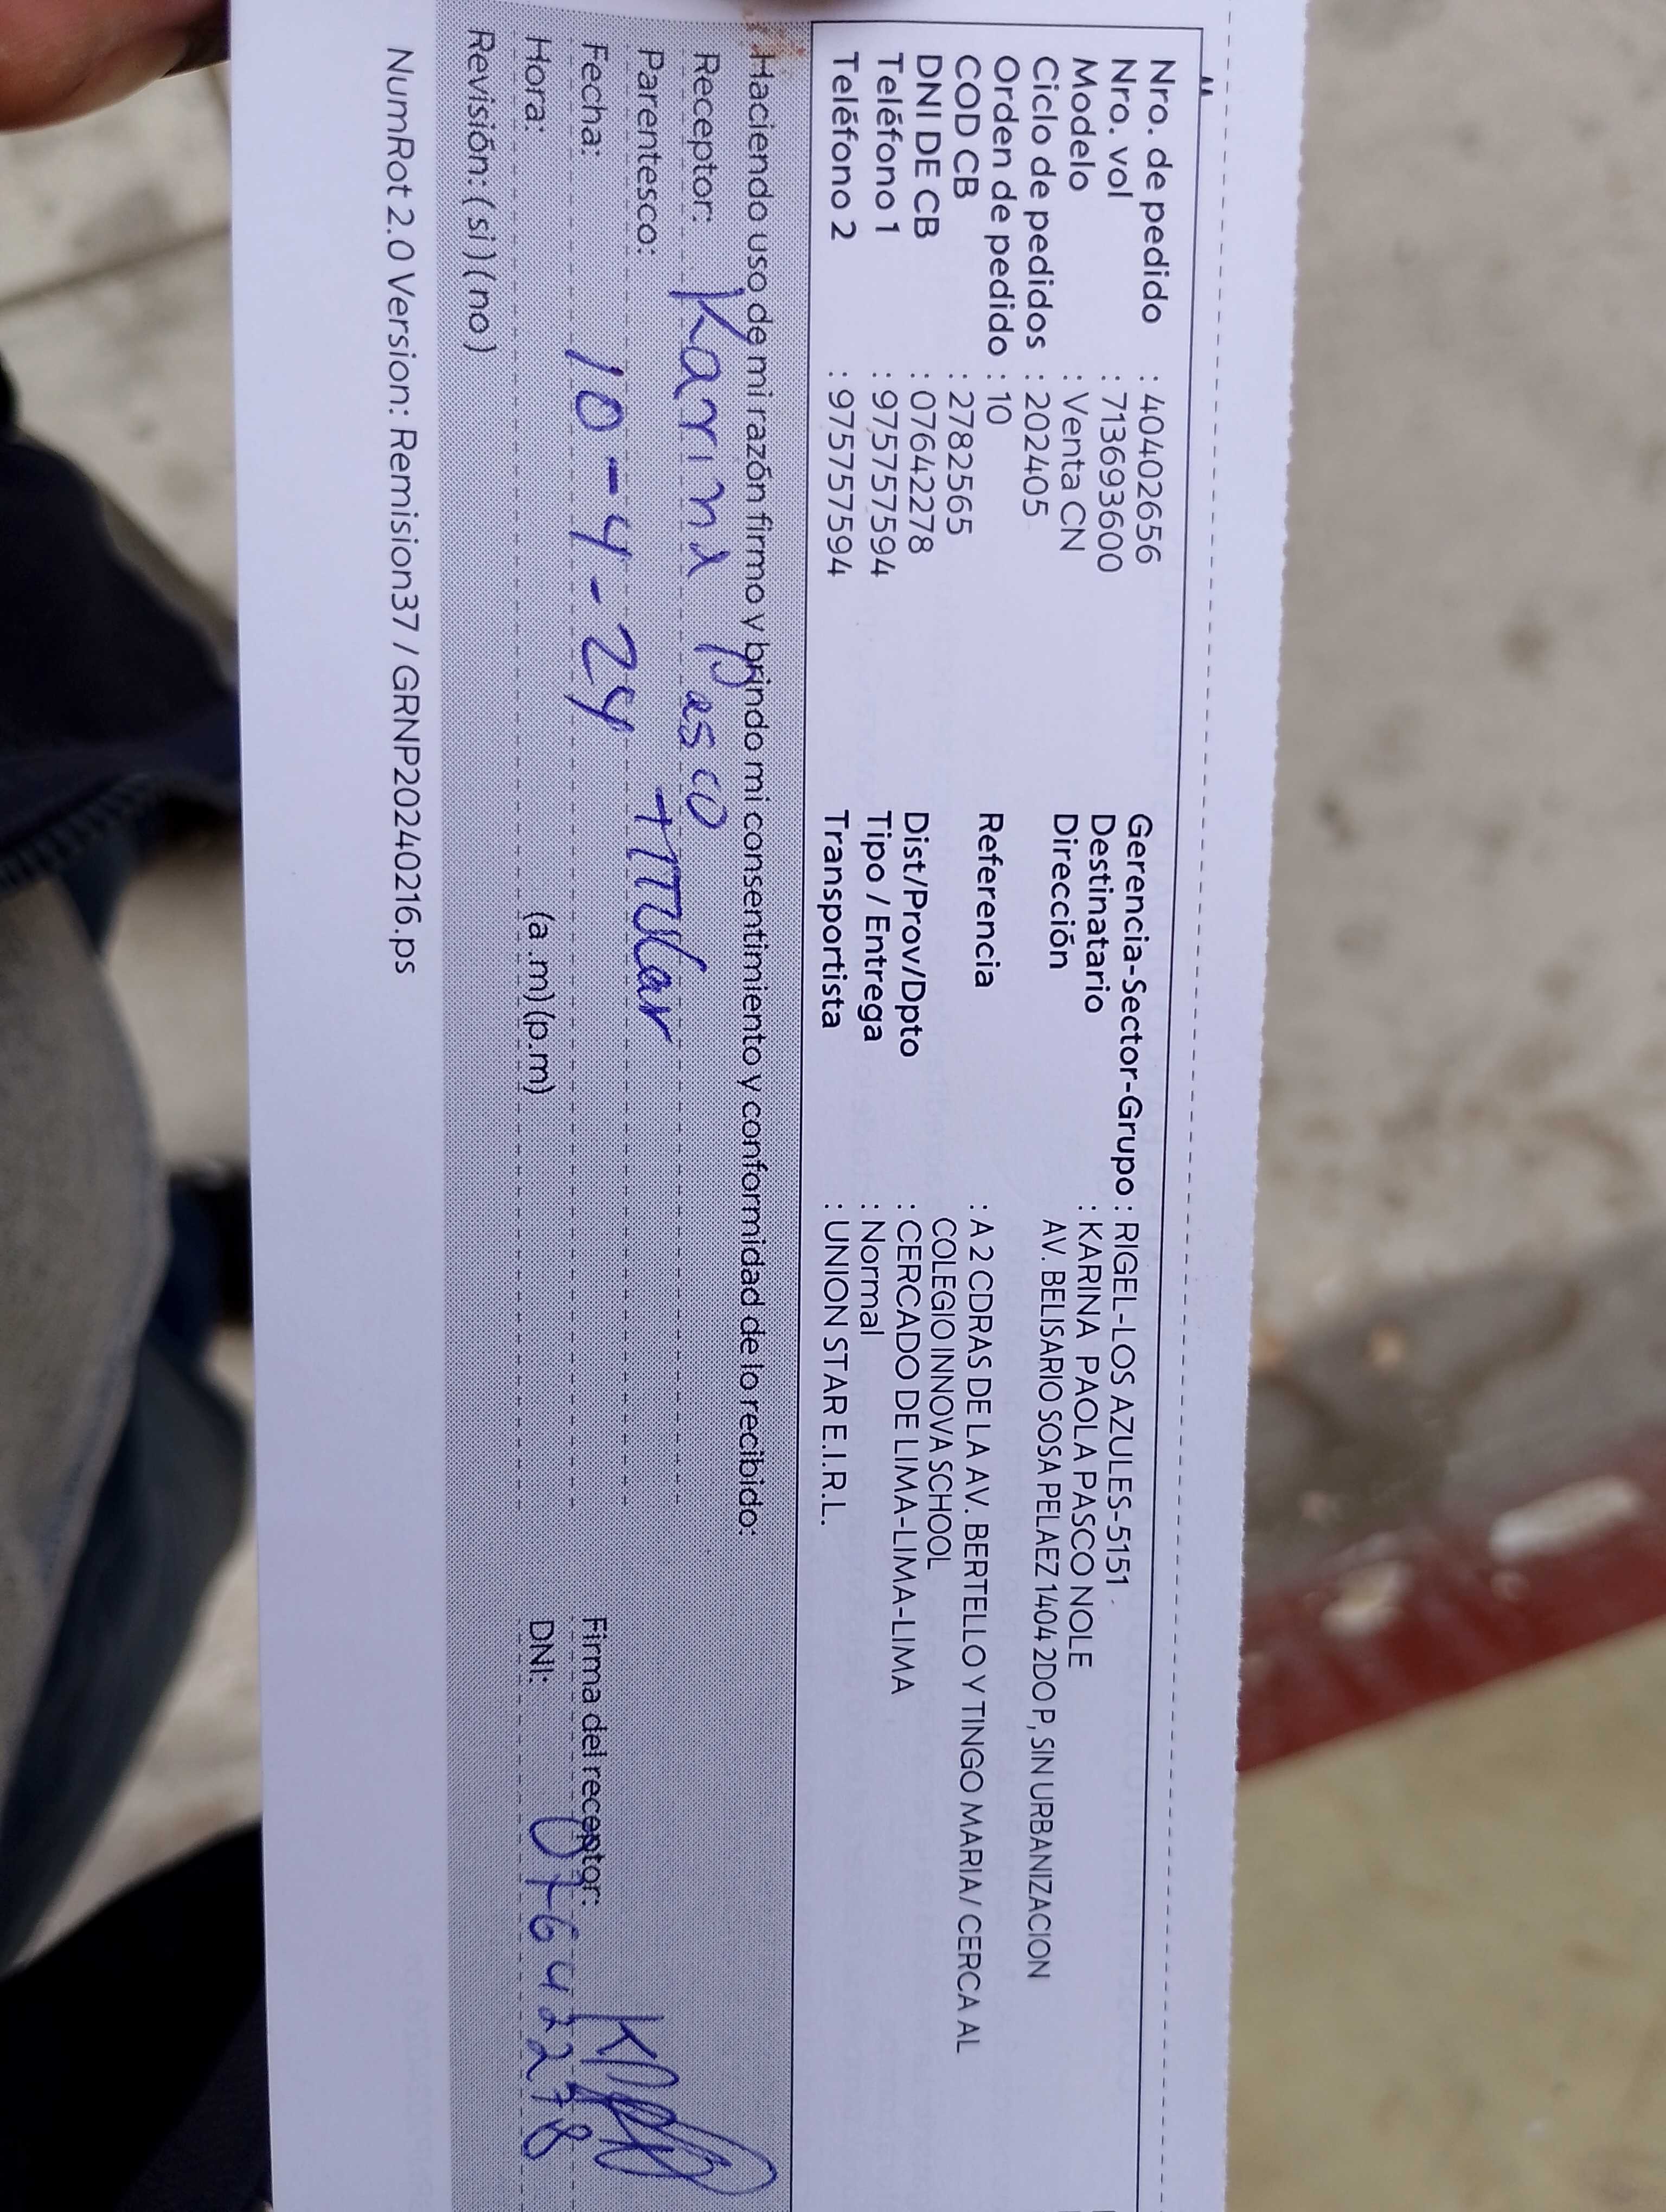 Nro. de pedido : 40402656
Nro. vol : 713693600
Modelo : Venta CN
Ciclo de pedidos : 202405
Orden de pedido : 10
COD CB : 2782565
DNI DE CB : 07642278
Teléfono 1 : 975757594
Teléfono 2 : 975757594
Gerencia-Sector-Grupo : RIGEL-LOS AZULES-5151
Destinatario : KARINA PAOLA PASCO NOLE
Dirección AV. BELISARIO SOSA PELAEZ 1404 2DO P, SIN URBANIZACION
Referencia : A 2 CDRAS DE LA AV. BERTELLO Y TINGO MARIA/ CERCA AL
COLEGIO INNOVA SCHOOL
Dist/Prov/Dpto : CERCADO DE LIMA-LIMA-LIMA
Tipo / Entrega : Normal
Transportista : UNION STAR E.I.R.L.
Haciendo uso de mi razón firmo y brindo mi consentimiento y conformidad de lo recibido:
Receptor: Karina Pasco
Parentesco: titular
Fecha: 10-4-24
Hora: (a.m) (p.m)
Revisión: ( si ) ( no )
Firma del receptor:
DNI: 07642278
NumRot 2.0 Version: Remision37 / GRNP20240216.ps